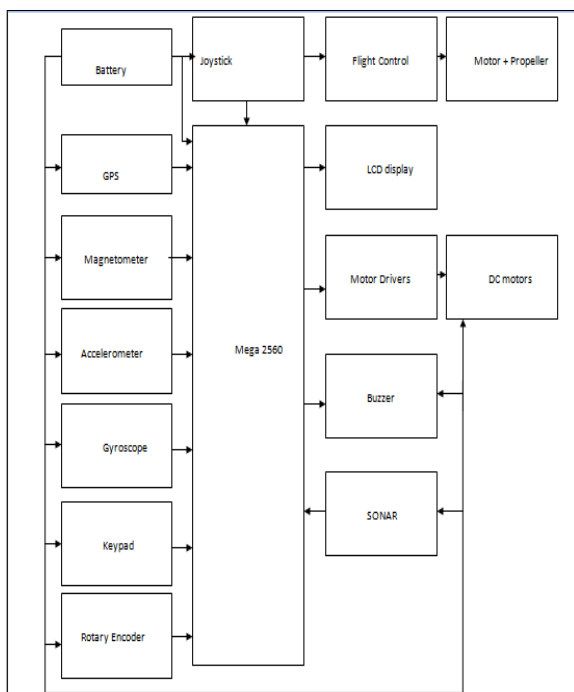 Battery
Joystick
Flight Control
Motor + Propeller
GPS
LCD display
Magnetometer
Motor Drivers
DC motors
Accelerometer
Mega 2560
Buzzer
Gyroscope
SONAR
Keypad
Rotary Encoder